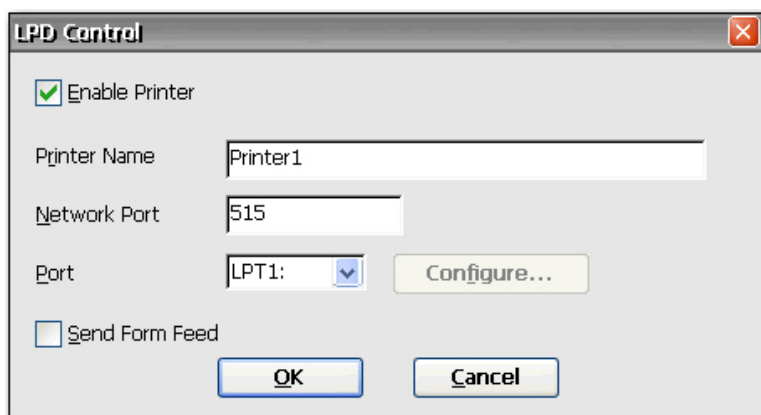 LPD Control
Enable Printer
Printer Name Printer1
Network Port 515
Port LPT1: Configure...
Send Form Feed
OK Cancel